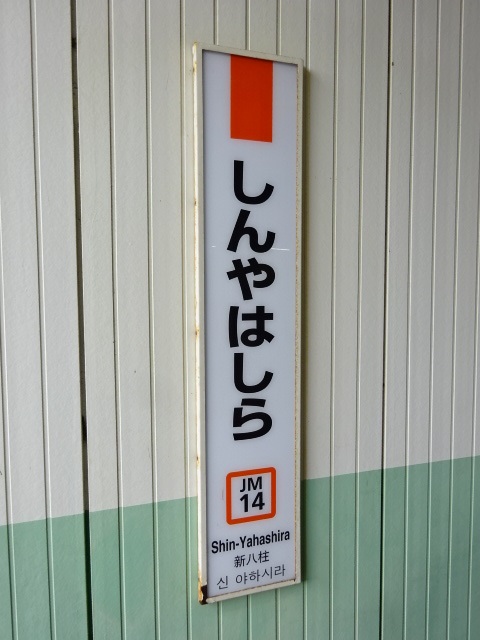 しんやはしら
JM
14
Shin-Yahashira
新八柱
신 야하시라